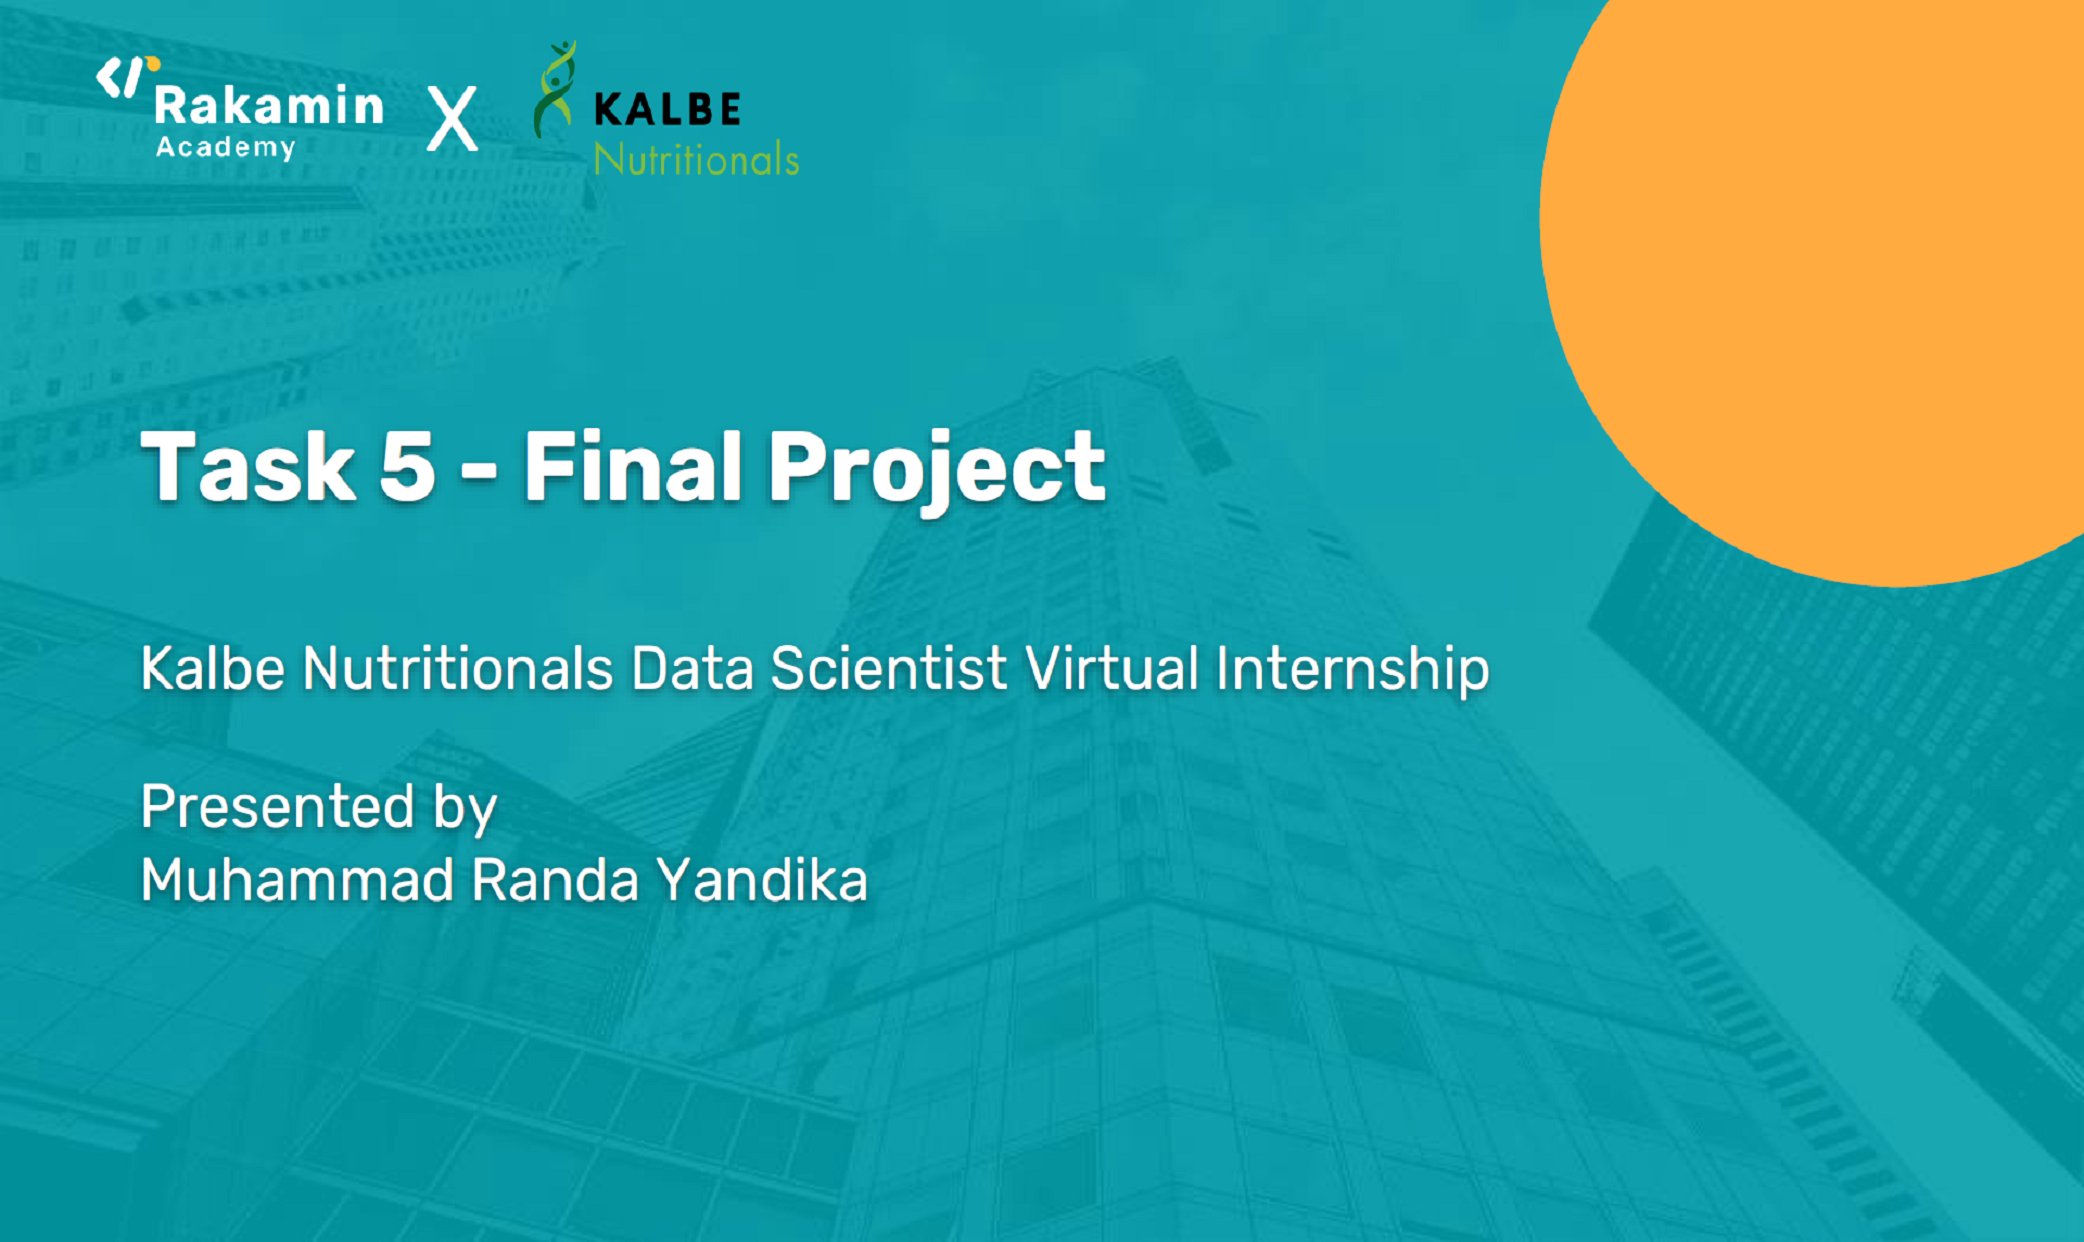 Rakamin
Academy
X
KALBE
Nutritionals
Task 5 - Final Project
Kalbe Nutritionals Data Scientist Virtual Internship
Presented by
Muhammad Randa Yandika